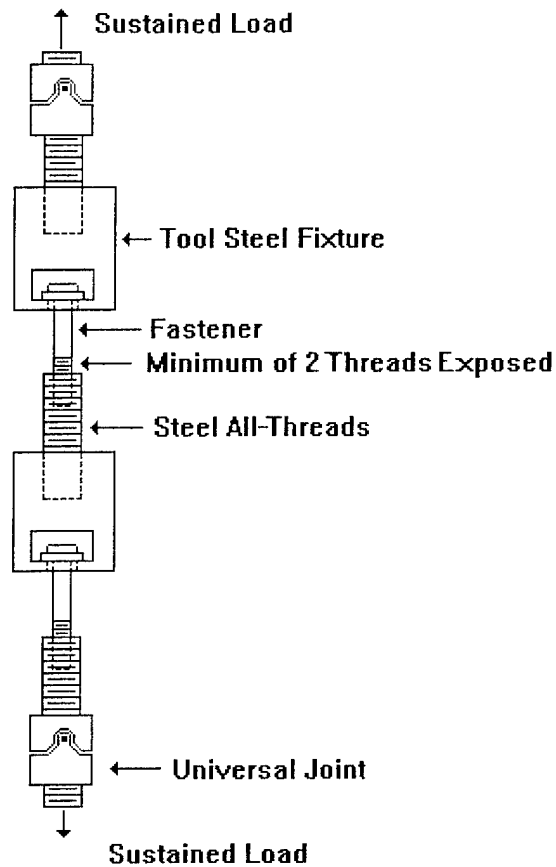 Sustained Load
Tool Steel Fixture
Fastener
Minimum of 2 Threads Exposed
Steel All-Threads
Universal Joint
Sustained Load